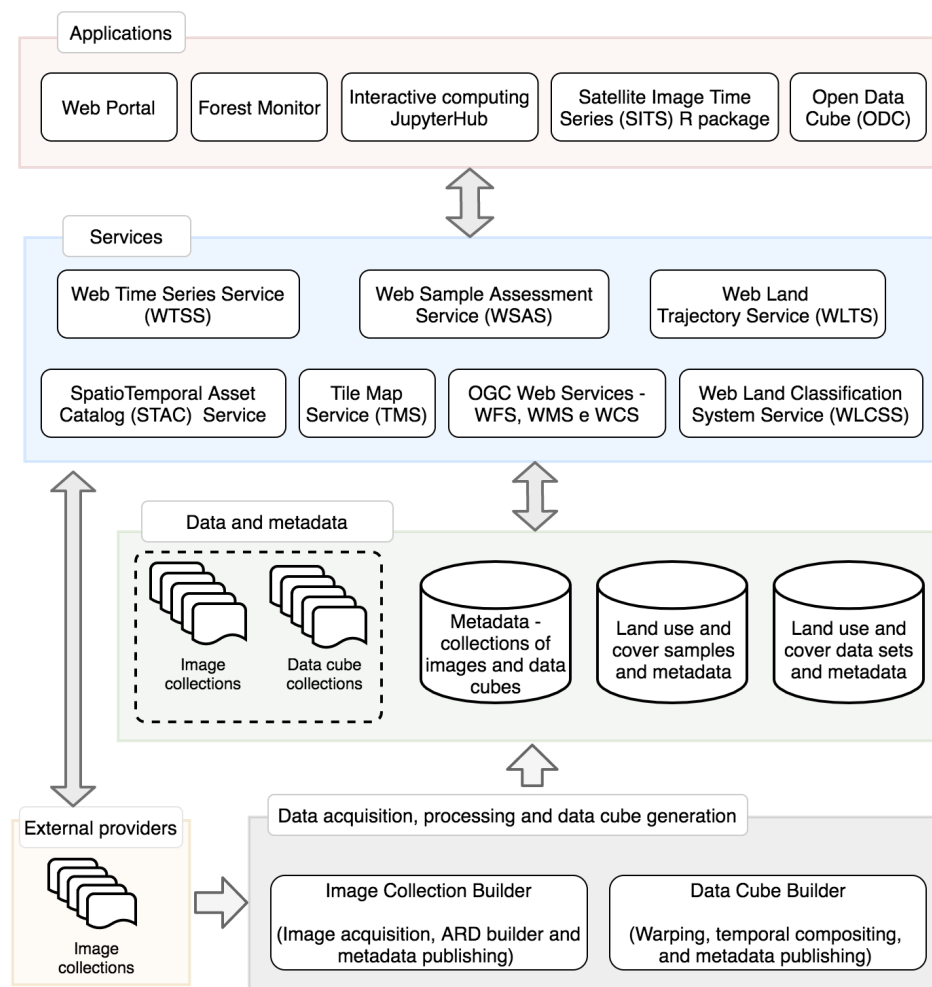 Applications
Web Portal
Forest Monitor
Interactive computing
JupyterHub
Satellite Image Time
Series (SITS) R package
Open Data
Cube (ODC)
Services
Web Time Series Service
(WTSS)
Web Sample Assessment
Service (WSAS)
Web Land
Trajectory Service (WLTS)
SpatioTemporal Asset
Catalog (STAC) Service
Tile Map
Service (TMS)
OGC Web Services -
WFS, WMS e WCS
Web Land Classification
System Service (WLCSS)
Data and metadata
Image
collections
Data cube
collections
Metadata -
collections of
images and data
cubes
Land use and
cover samples
and metadata
Land use and
cover data sets
and metadata
External providers
Image
collections
Data acquisition, processing and data cube generation
Image Collection Builder
(Image acquisition, ARD builder and
metadata publishing)
Data Cube Builder
(Warping, temporal compositing,
and metadata publishing)